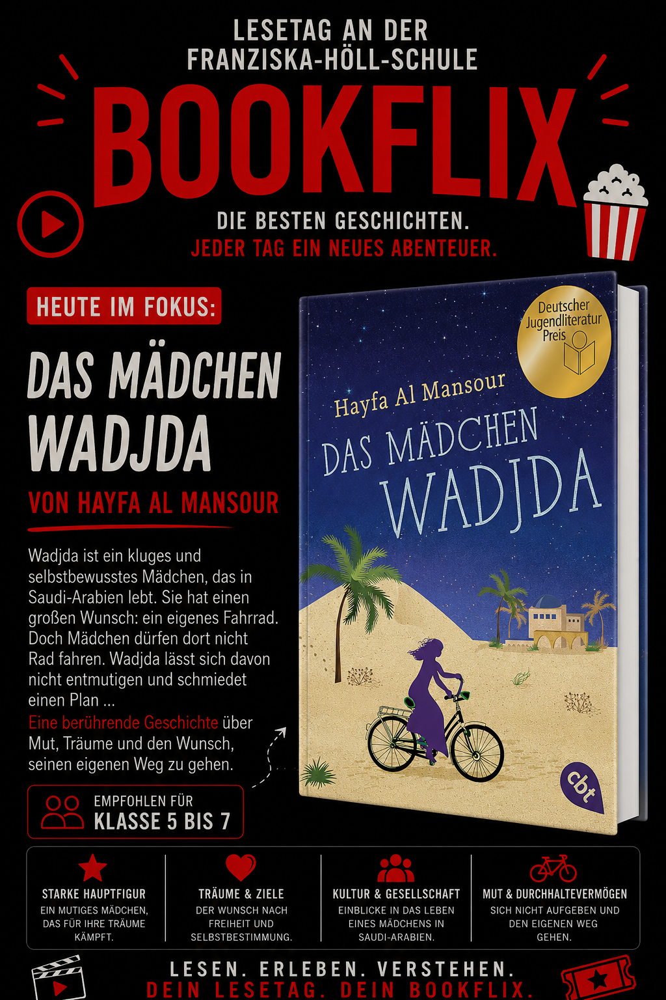 LESETAG AN DER
FRANZISKA-HÖLL-SCHULE
BOOKFLIX
DIE BESTEN GESCHICHTEN.
JEDER TAG EIN NEUES ABENTEUER.
HEUTE IM FOKUS:
DAS MÄDCHEN
WADJDA
VON HAYFA AL MANSOUR
Wadjda ist ein kluges und
selbstbewusstes Mädchen, das in
Saudi-Arabien lebt. Sie hat einen
großen Wunsch: ein eigenes Fahrrad.
Doch Mädchen dürfen dort nicht
Rad fahren. Wadjda lässt sich davon
nicht entmutigen und schmiedet
einen Plan ...
Eine berührende Geschichte über
Mut, Träume und den Wunsch,
seinen eigenen Weg zu gehen.
EMPFOHLEN FÜR
KLASSE 5 BIS 7
Deutscher
Jugendliteratur
Preis
Hayfa Al Mansour
DAS MÄDCHEN
WADJDA
cbt
STARKE HAUPTFIGUR
EIN MUTIGES MÄDCHEN,
DAS FÜR IHRE TRÄUME
KÄMPFT.
TRÄUME & ZIELE
DER WUNSCH NACH
FREIHEIT UND
SELBSTBESTIMMUNG.
KULTUR & GESELLSCHAFT
EINBLICKE IN DAS LEBEN
EINES MÄDCHENS IN
SAUDI-ARABIEN.
MUT & DURCHHALTEVERMÖGEN
SICH NICHT AUFGEBEN UND
DEN EIGENEN WEG
GEHEN.
LESEN. ERLEBEN. VERSTEHEN.
DEIN LESETAG. DEIN BOOKFLIX.